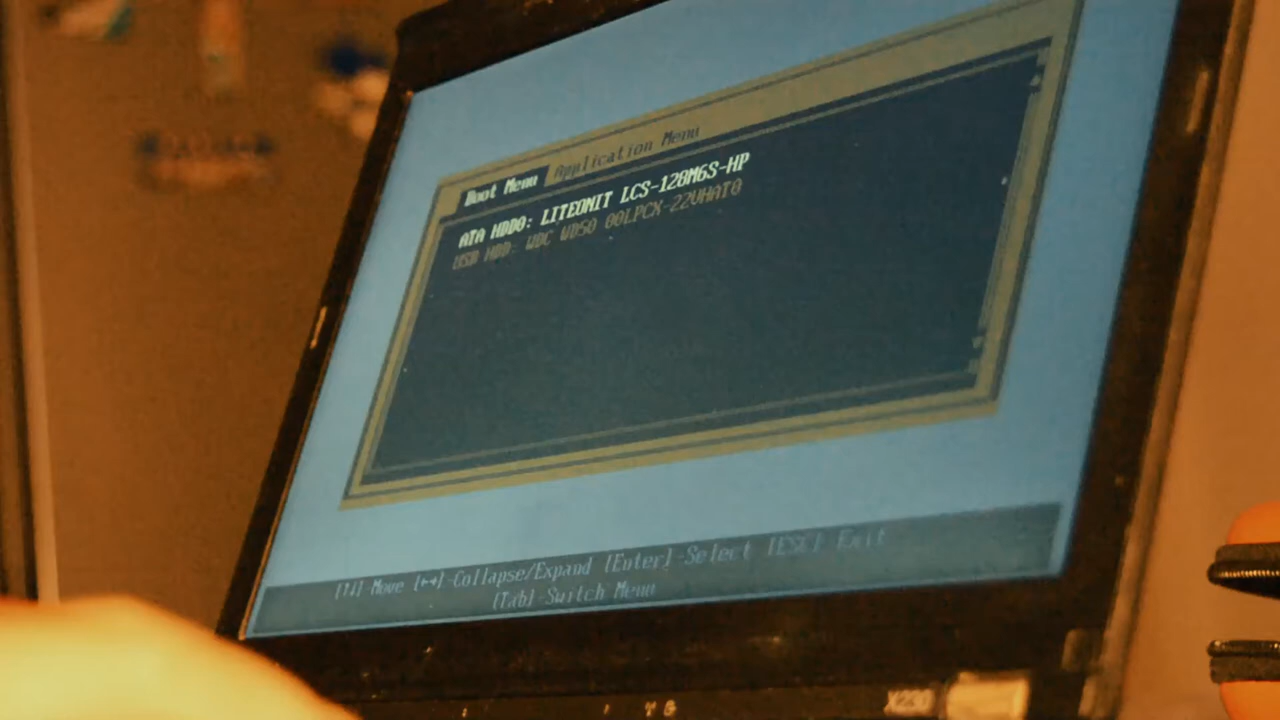 Boot Menu Application Menu
ATA HDD0: LITEONIT LCS-128M6S-HP
USB HDD: WDC WD50 00LPCX-22VHAT0
[↑↓]-Move [↔]-Collapse/Expand [Enter]-Select [ESC] Exit
[Tab]-Switch Menu
X220